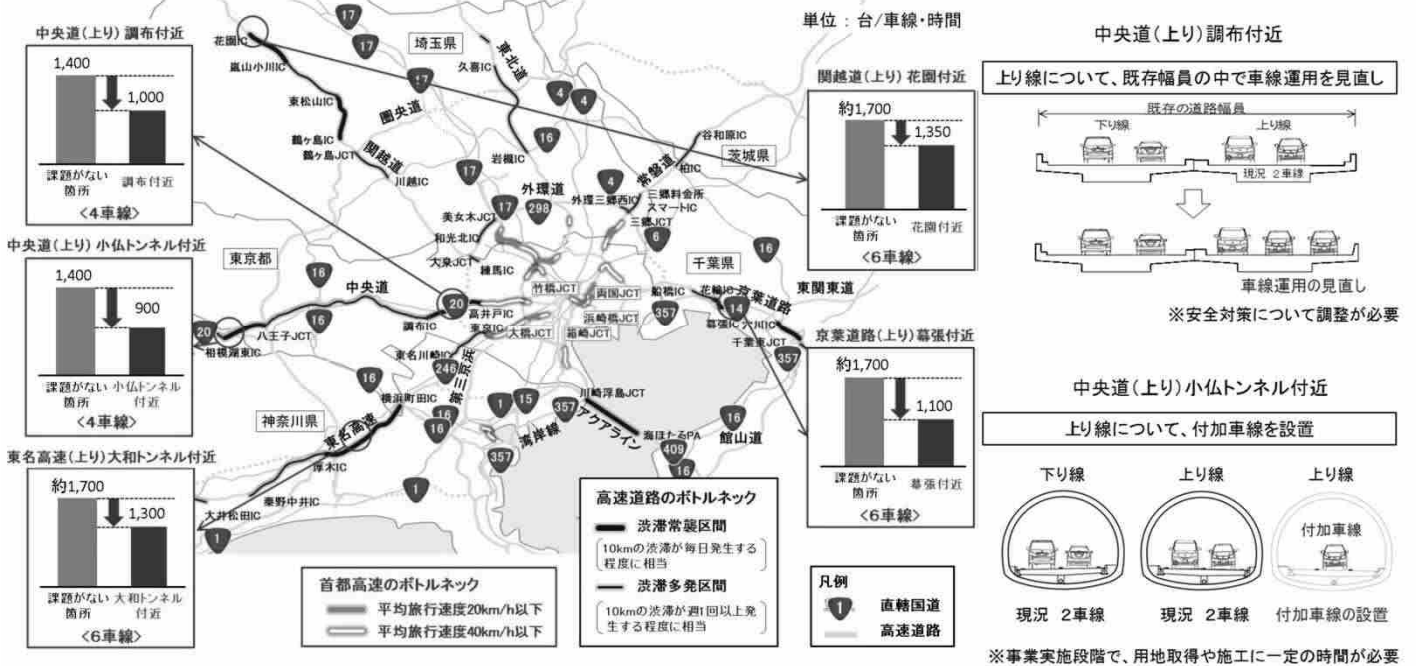 中央道(上り)調布付近
1,400
1,000
課題がない
箇所
調布付近
<4車線>
中央道(上り)小仏トンネル付近
1,400
900
課題がない
箇所
小仏トンネル
付近
<4車線>
東名高速(上り)大和トンネル付近
約1,700
1,300
課題がない
箇所
大和トンネル
付近
<6車線>
単位:台/車線・時間
17
花園IC
17
埼玉県
嵐山小川IC
17
久喜IC
東北道
4
4
東松山IC
圏央道
16
谷和原IC
鶴ヶ島IC
鶴ヶ島JCT
関越道
岩槻IC
常磐道
茨城県
柏IC
17
川越IC
外環道
4
外環三郷西IC
三郷料金所
スマートIC
17
298
美女木JCT
三郷JCT
和光北IC
6
16
東京都
大泉JCT
練馬IC
千葉県
16
中央道
竹橋JCT
両国JCT
船橋IC
花輪IC
京葉道路
東関東道
20
高井戸IC
浜崎橋JCT
357
14
20
16
八王子JCT
調布IC
東京IC
大橋JCT
箱崎JCT
幕張IC
穴川IC
相模湖東IC
千葉東JCT
東名川崎IC
357
246
第三京浜
16
横浜町田IC
川崎浮島JCT
神奈川県
16
1
15
357
アクアライン
16
東名高速
16
湾岸線
海ほたるPA
館山道
厚木IC
357
409
16
秦野中井IC
1
大井松田IC
1
首都高速のボトルネック
平均旅行速度20km/h以下
平均旅行速度40km/h以下
高速道路のボトルネック
渋滞常襲区間
10kmの渋滞が毎日発生する
程度に相当
渋滞多発区間
10kmの渋滞が週1回以上発
生する程度に相当
凡例
1
直轄国道
高速道路
関越道(上り)花園付近
約1,700
1,350
課題がない
箇所
花園付近
<6車線>
京葉道路(上り)幕張付近
約1,700
1,100
課題がない
箇所
幕張付近
<6車線>
中央道(上り)調布付近
上り線について、既存幅員の中で車線運用を見直し
既存の道路幅員
下り線
上り線
現況 2車線
車線運用の見直し
※安全対策について調整が必要
中央道(上り)小仏トンネル付近
上り線について、付加車線を設置
下り線
上り線
上り線
付加車線
現況 2車線
現況 2車線
付加車線の設置
※事業実施段階で、用地取得や施工に一定の時間が必要